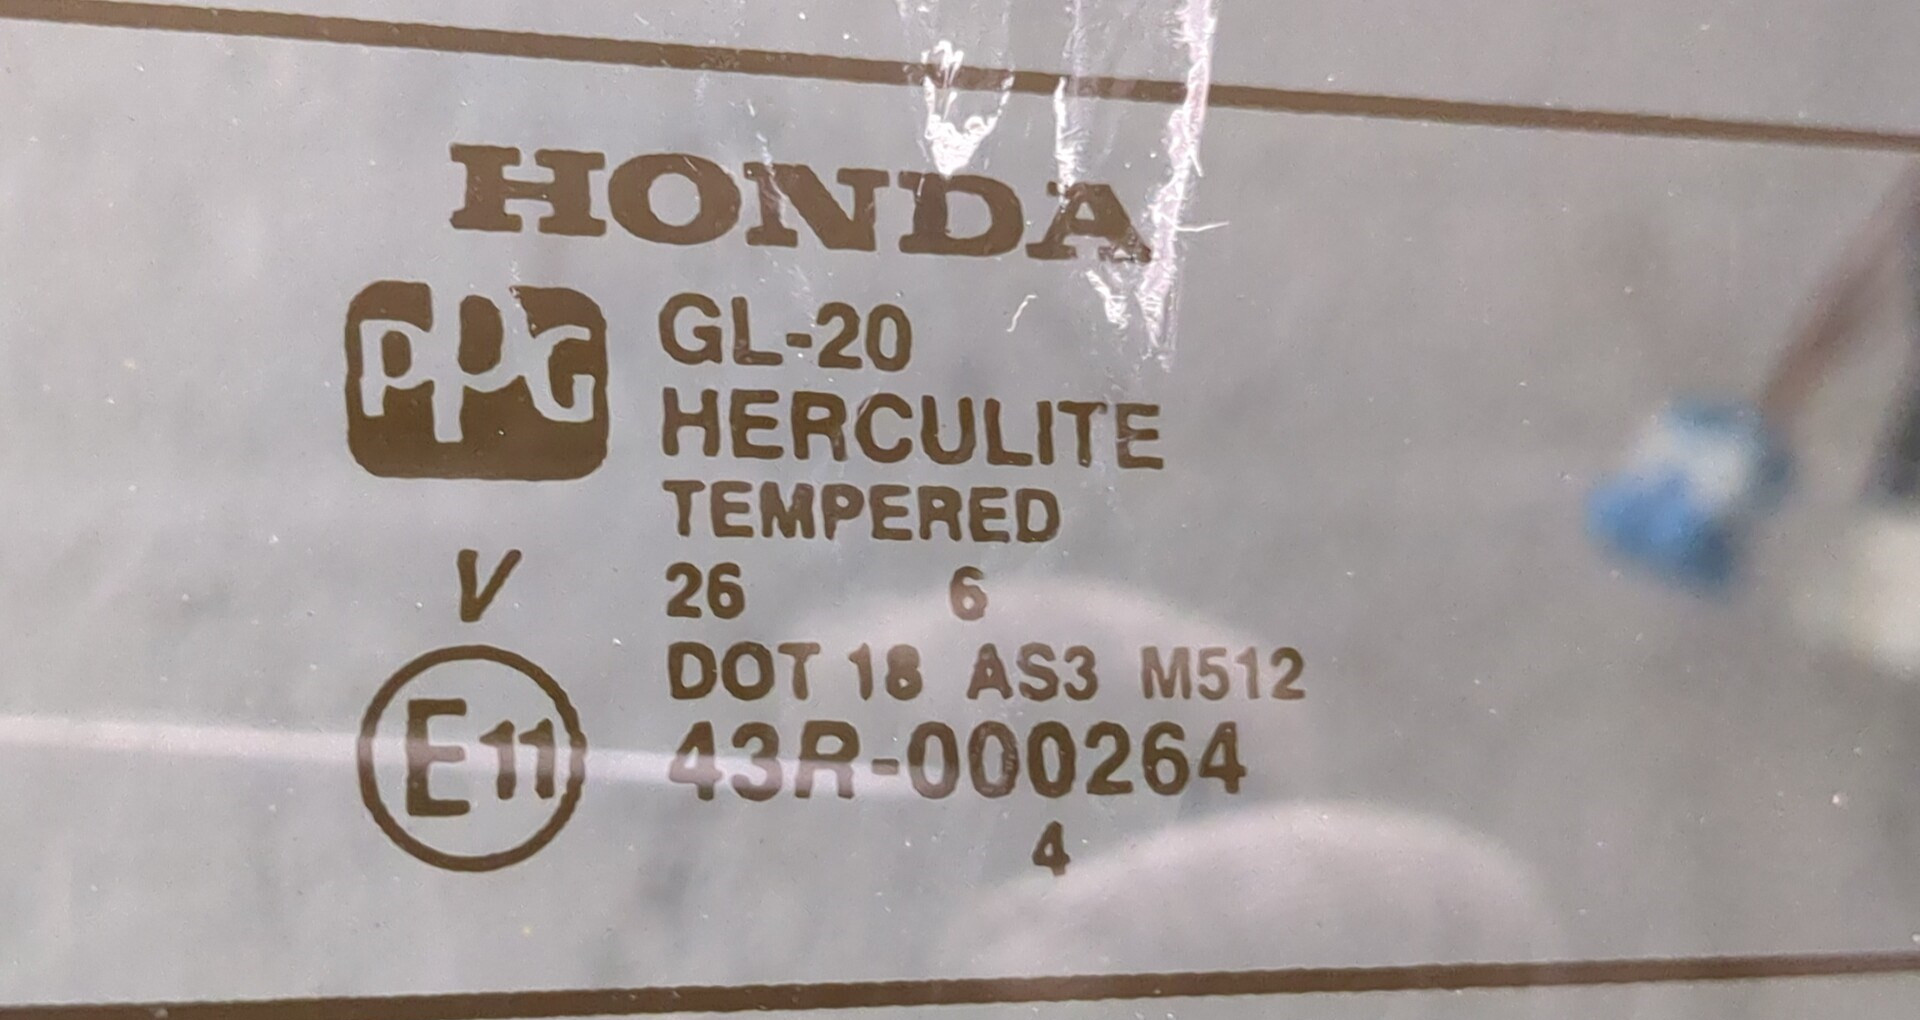 HONDA
PPG
GL-20
HERCULITE
TEMPERED
V 26 6
DOT 18 AS3 M512
E11 43R-000264
4